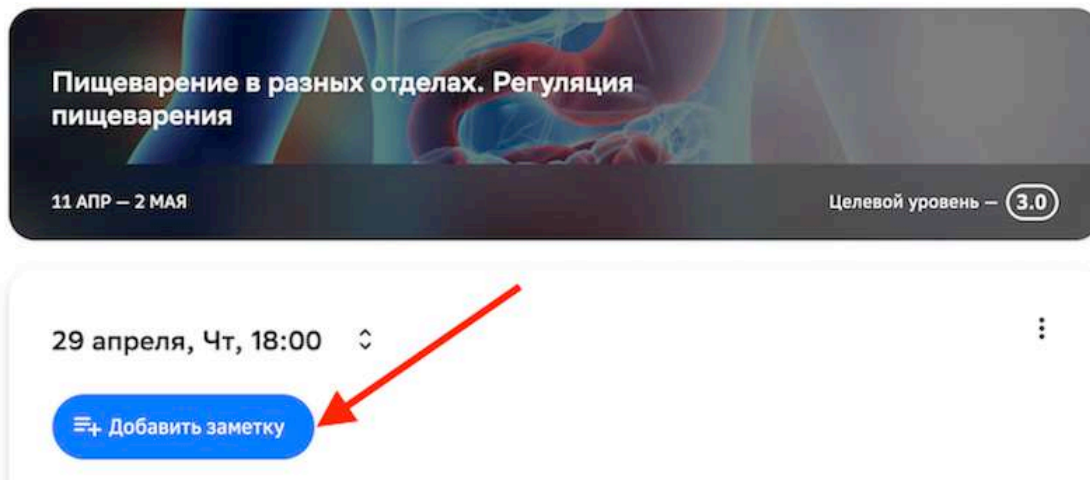 Пищеварение в разных отделах. Регуляция
пищеварения
11 АПР — 2 МАЯ
Целевой уровень — 3.0
29 апреля, Чт, 18:00
Добавить заметку